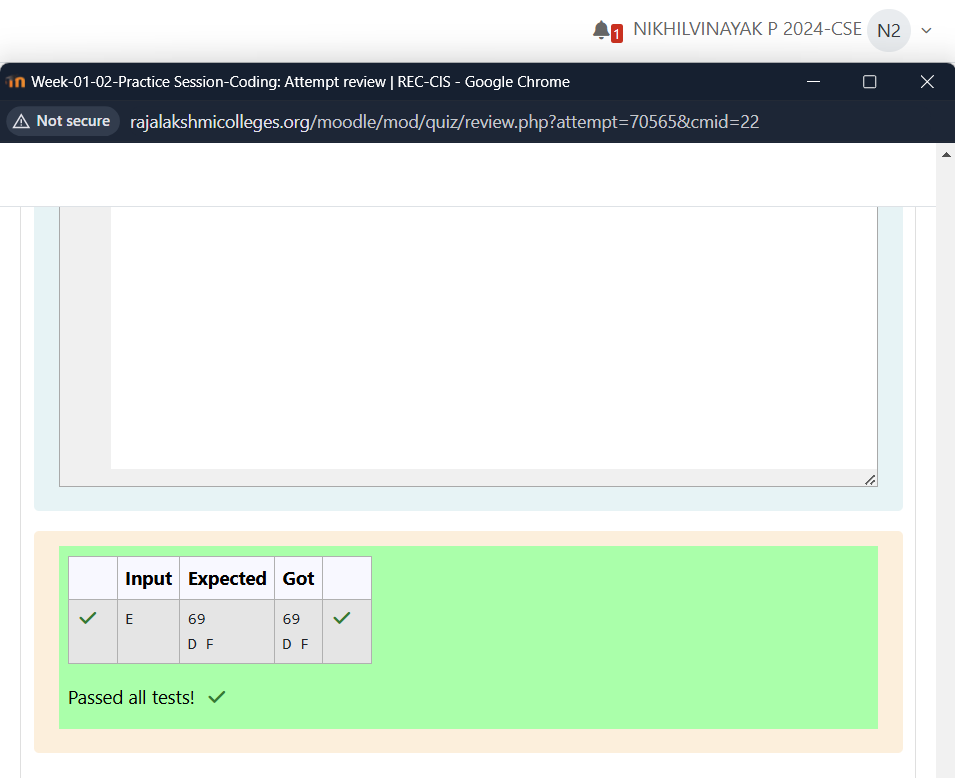 1 NIKHILVINAYAK P 2024-CSE N2
Week-01-02-Practice Session-Coding: Attempt review | REC-CIS - Google Chrome
Not secure rajalakshmicolleges.org/moodle/mod/quiz/review.php?attempt=70565&cmid=22
Input Expected Got
E 69 69
D F D F
Passed all tests!